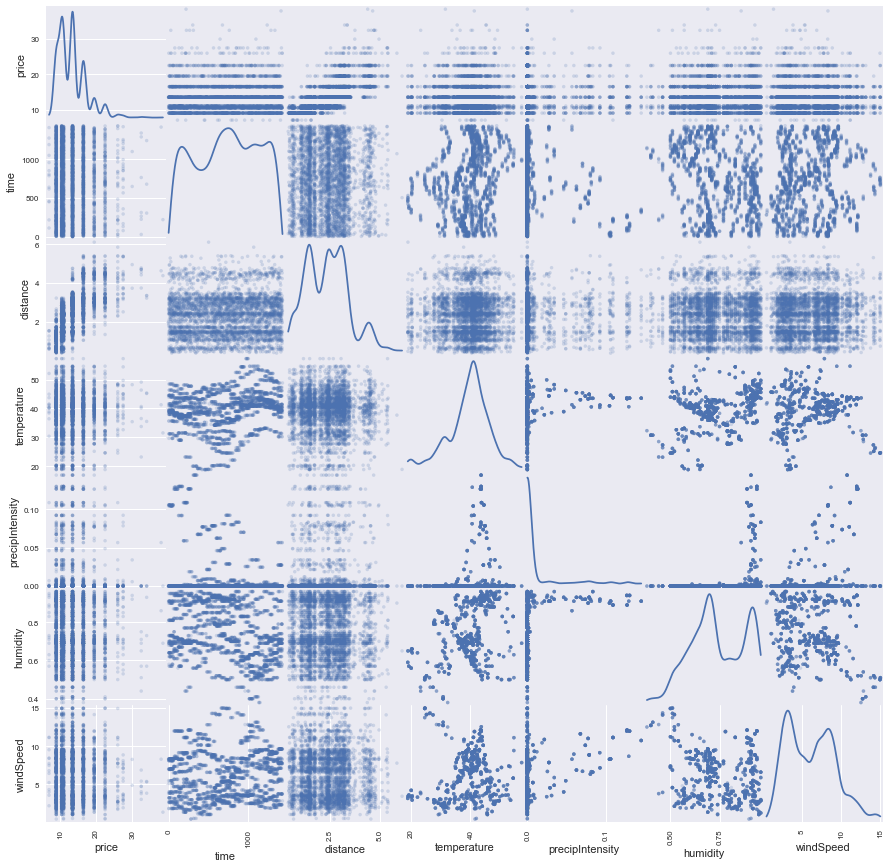 price
30
20
10
time
1000
500
0
distance
6
4
2
temperature
50
40
30
20
precipIntensity
0.10
0.05
0.00
humidity
0.8
0.6
0.4
windSpeed
15
10
5
10 20 30 0 1000 2.5 5.0 20 40 0.0 0.1 0.50 0.75 5 10 15
price time distance temperature precipIntensity humidity windSpeed